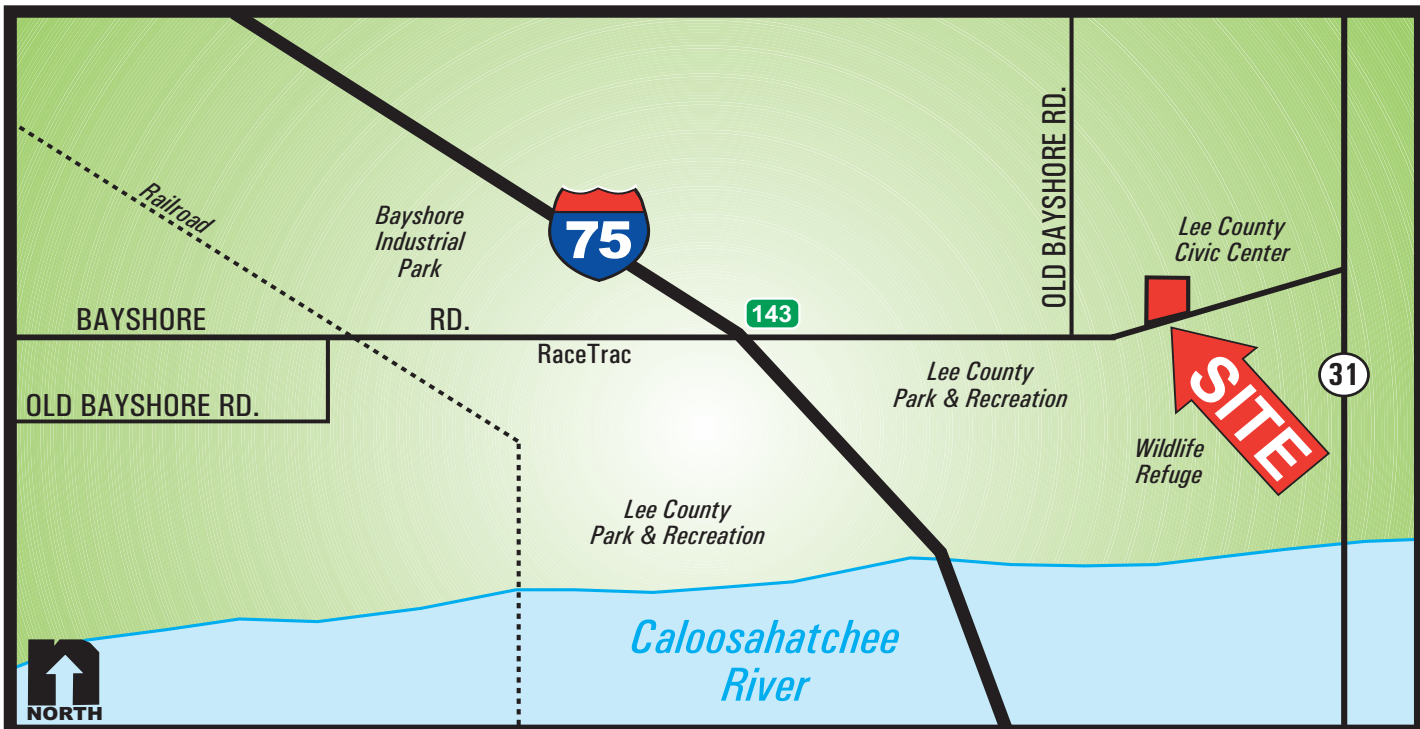 OLD BAYSHORE RD.
Railroad
Bayshore
Industrial
Park
75
Lee County
Civic Center
143
BAYSHORE RD.
RaceTrac
Lee County
Park & Recreation
31
OLD BAYSHORE RD.
SITE
Wildlife
Refuge
Lee County
Park & Recreation
Caloosahatchee
River
NORTH